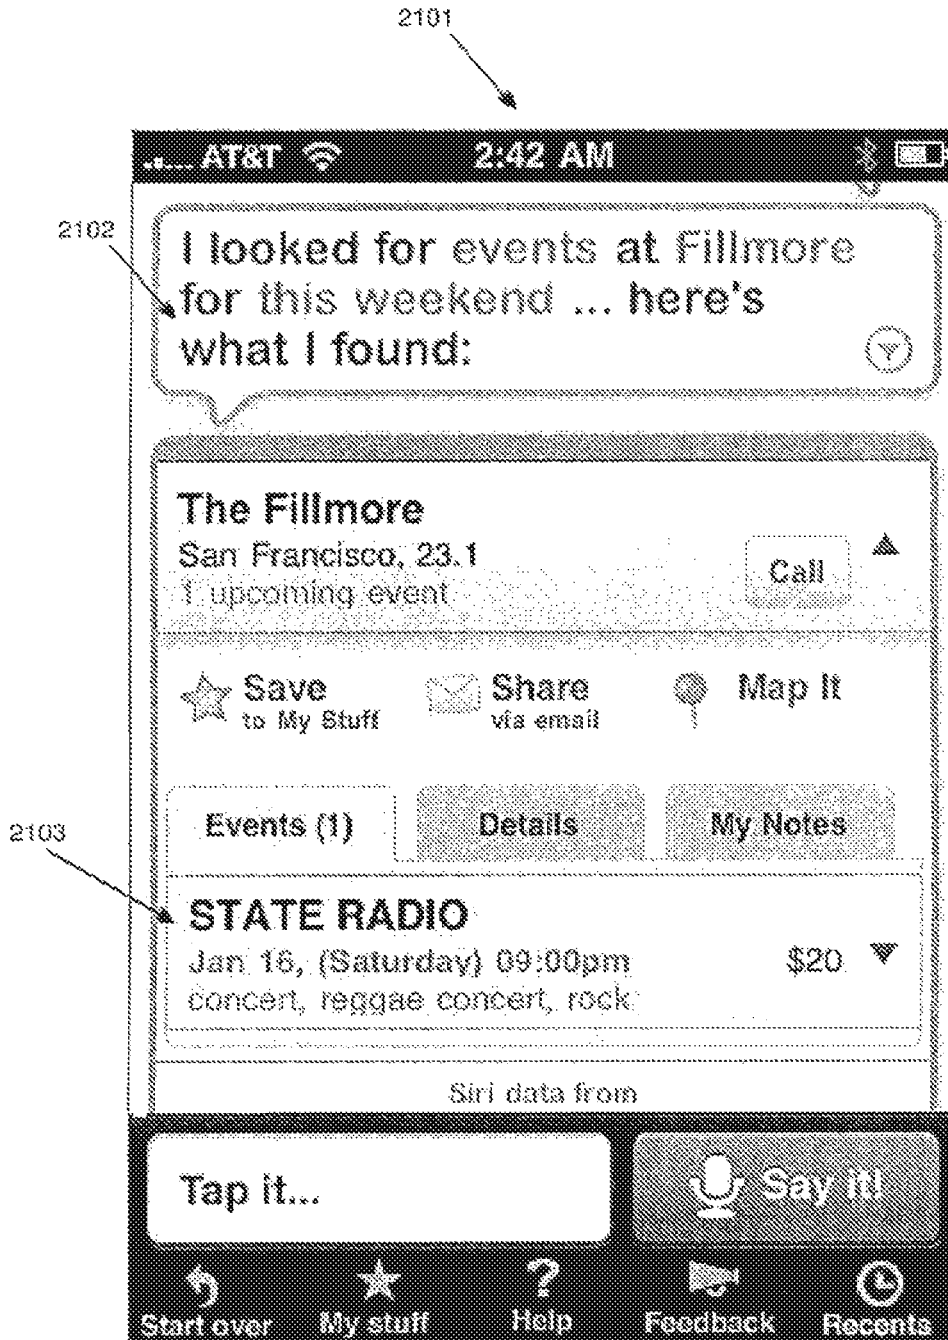 2101
AT&T 2:42 AM
2102
I looked for events at Fillmore
for this weekend ... here's
what I found:
The Fillmore
San Francisco, 23.1
1 upcoming event
Call
Save
to My Stuff
Share
via email
Map It
Events (1) Details My Notes
2103
STATE RADIO
Jan 16, (Saturday) 09:00pm
$20
concert, reggae concert, rock
Siri data from
Tap it... Say it!
Start over My stuff Help Feedback Recents